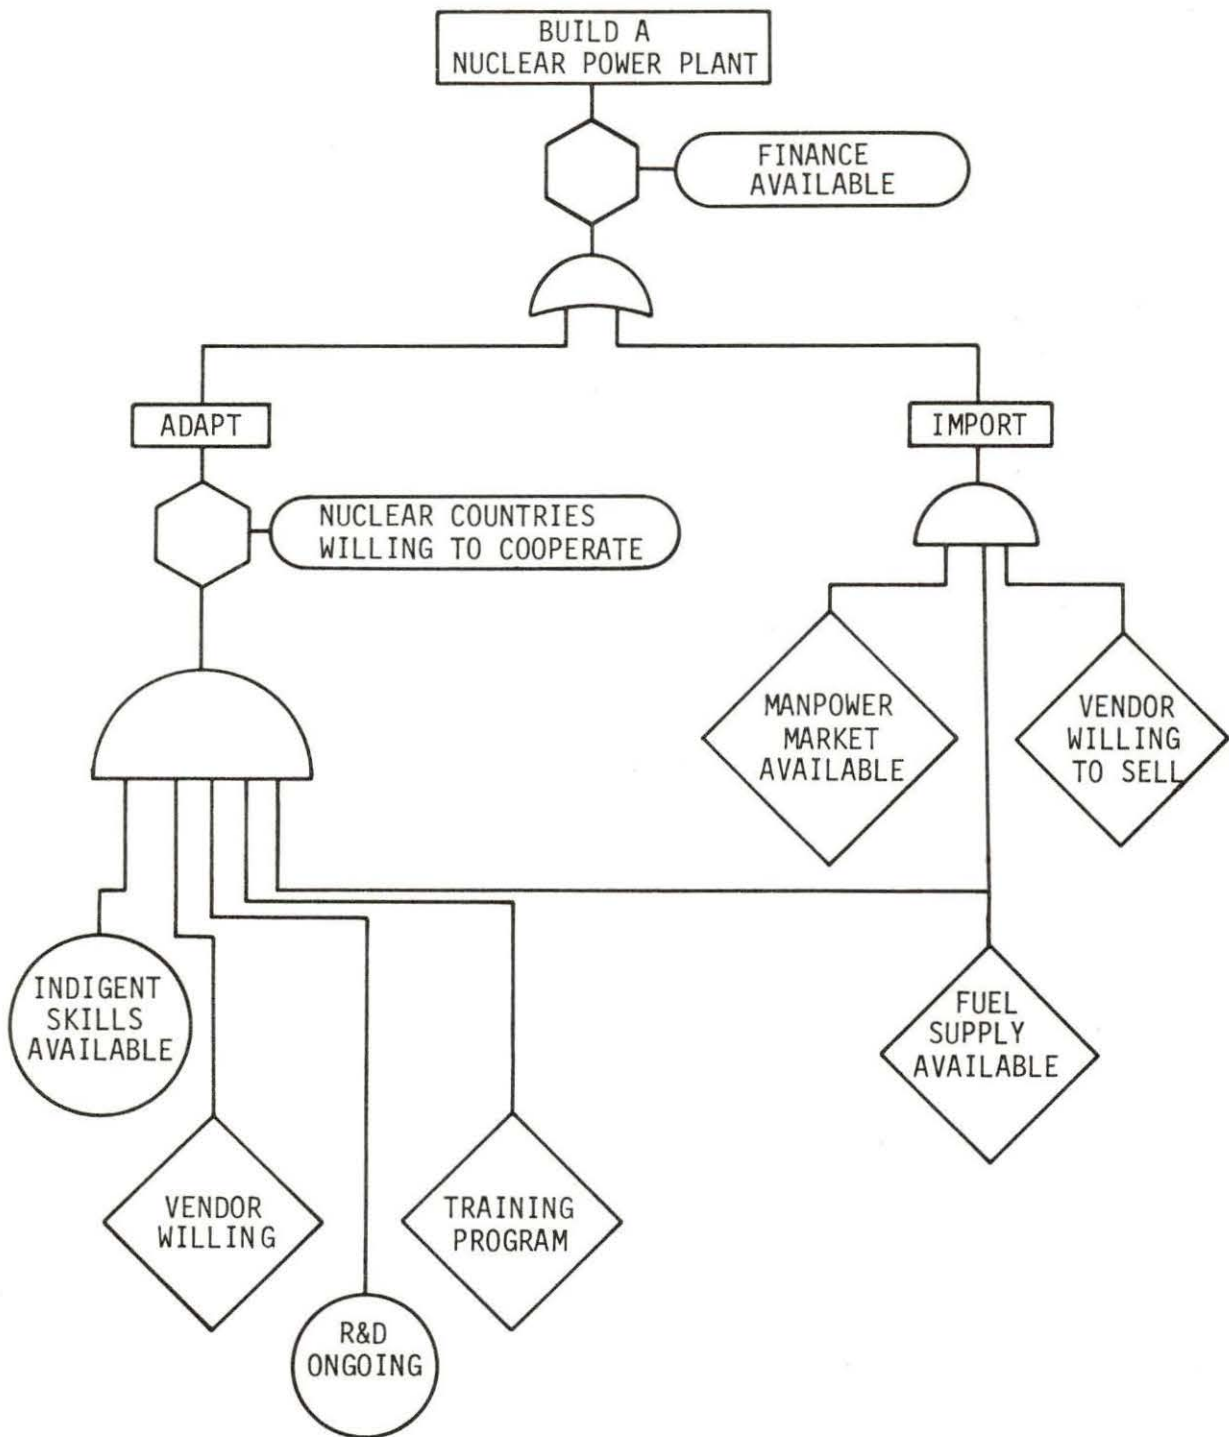 BUILD A
NUCLEAR POWER PLANT
FINANCE
AVAILABLE
ADAPT
IMPORT
NUCLEAR COUNTRIES
WILLING TO COOPERATE
MANPOWER
MARKET
AVAILABLE
VENDOR
WILLING
TO SELL
INDIGENT
SKILLS
AVAILABLE
FUEL
SUPPLY
AVAILABLE
VENDOR
WILLING
TRAINING
PROGRAM
R&D
ONGOING